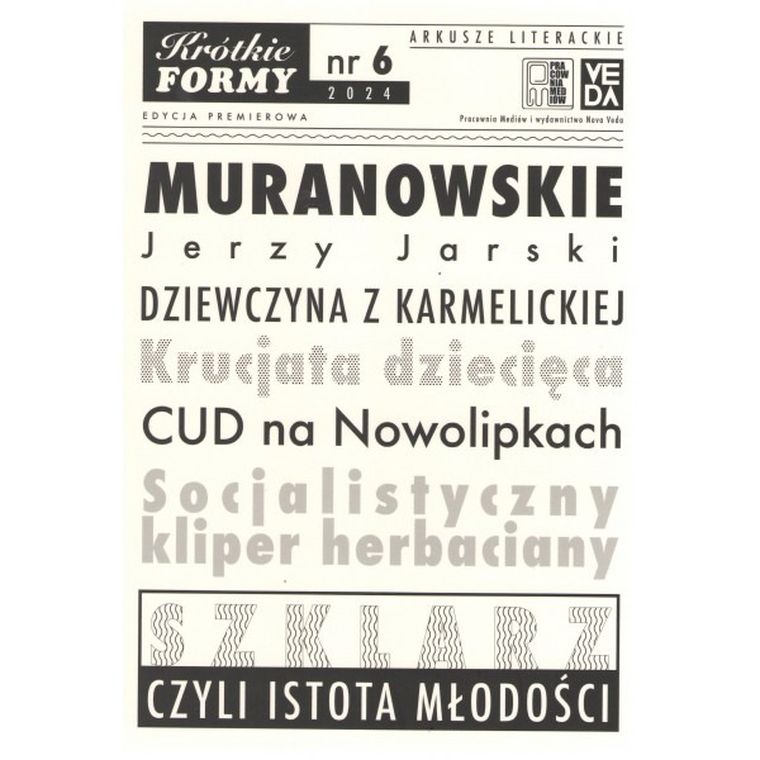 Krótkie
FORMY
nr 6
2024
ARKUSZE LITERACKIE
PRA
COW
NIA
MED
IÓW
VE
DA
EDYCJA PREMIEROWA
Pracownia Mediów i wydawnictwo Nova Veda
MURANOWSKIE
Jerzy Jarski
DZIEWCZYNA Z KARMELICKIEJ
Krucjata dziecięca
CUD na Nowolipkach
Socjalistyczny
kliper herbaciany
SZKLARZ
CZYLI ISTOTA MŁODOŚCI